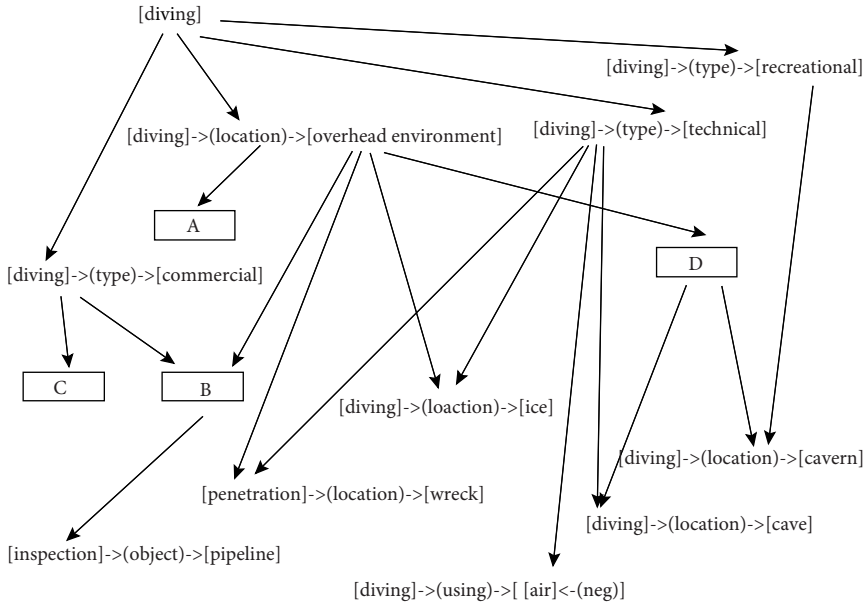 [diving]
[diving]->(type)->[recreational]
[diving]->(location)->[overhead environment]
[diving]->(type)->[technical]
A
D
[diving]->(type)->[commercial]
C
B
[diving]->(loaction)->[ice]
[diving]->(location)->[cavern]
[penetration]->(location)->[wreck]
[diving]->(location)->[cave]
[inspection]->(object)->[pipeline]
[diving]->(using)->[ [air]<-(neg)]